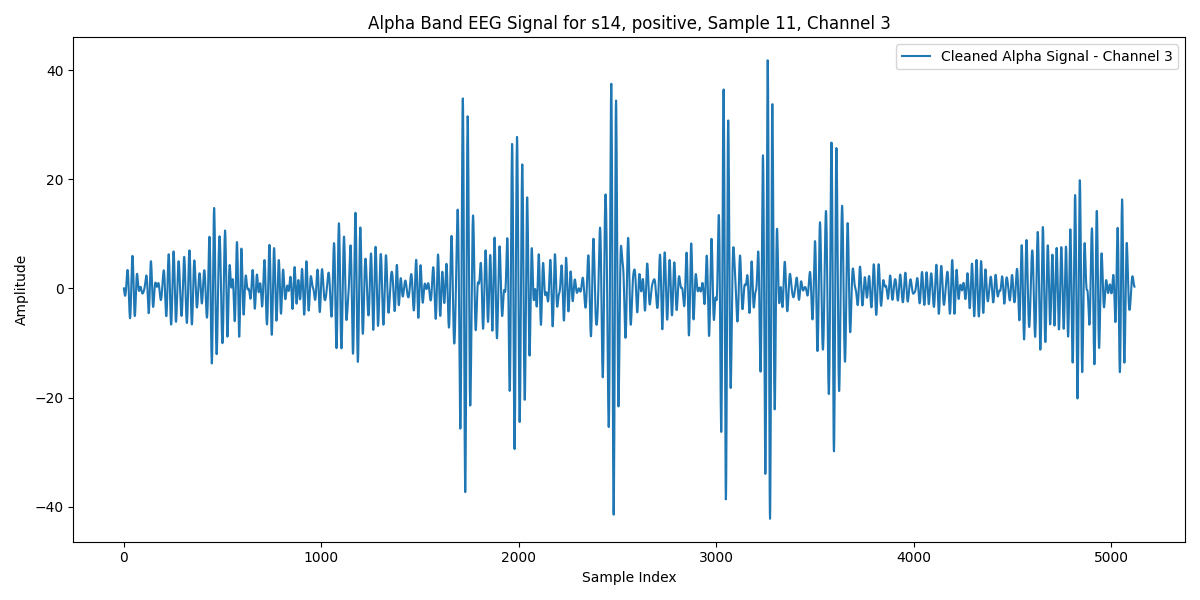 Alpha Band EEG Signal for s14, positive, Sample 11, Channel 3
Cleaned Alpha Signal - Channel 3
Amplitude
40
20
0
−20
−40
0 1000 2000 3000 4000 5000
Sample Index